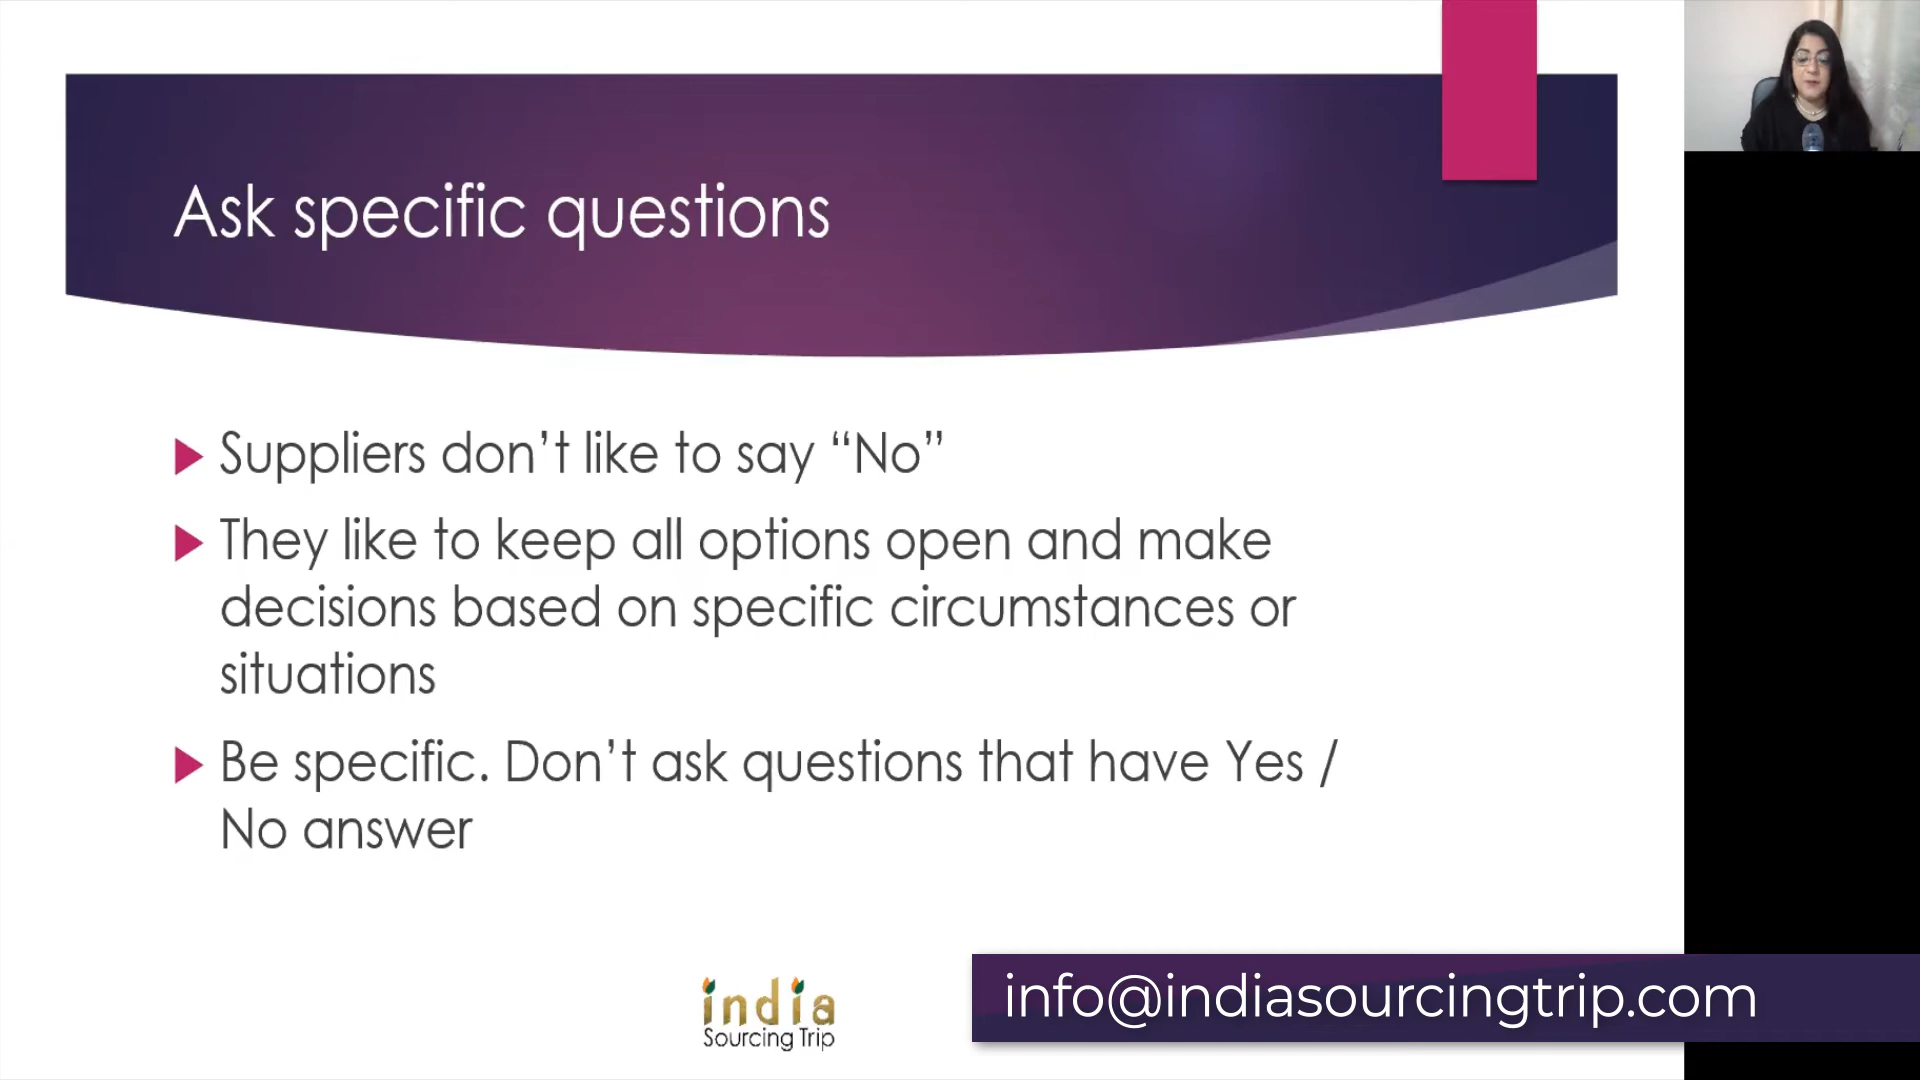 Ask specific questions
Suppliers don’t like to say “No”
They like to keep all options open and make
decisions based on specific circumstances or
situations
Be specific. Don’t ask questions that have Yes /
No answer
india
Sourcing Trip
info@indiasourcingtrip.com